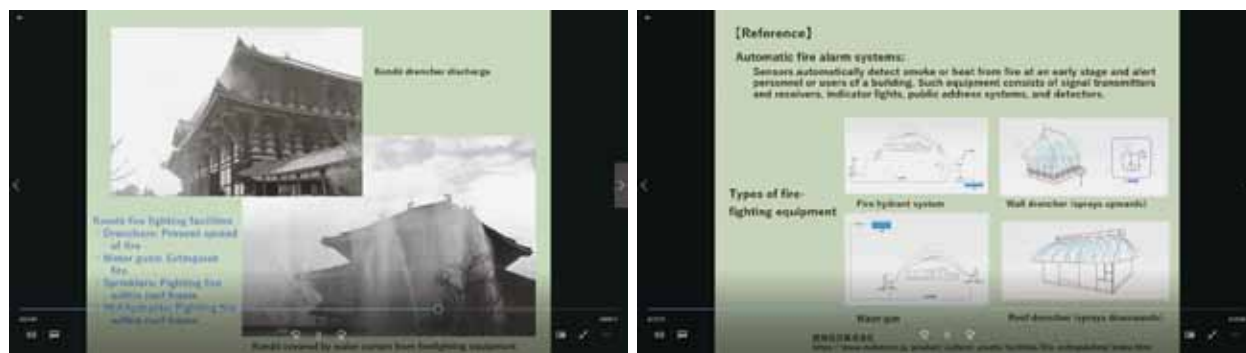 Kondō drencher discharge
Kondō fire fighting facilities
Drenchers: Prevent spread
of fire
Water guns: Extinguish
fire
Sprinklers: Fighting fire
within roof frame
fire
within roof frame
Kondō covered by water curtain from firefighting equipment
【Reference】
Automatic fire alarm systems:
Sensors automatically detect smoke or heat from fire at an early stage and alert
personnel or users of a building. Such equipment consists of signal transmitters
and receivers, indicator lights, public address systems, and detectors.
Types of fire-
fighting equipment
Fire hydrant system
Wall drencher (sprays upwards)
Water gun
Roof drencher (sprays downwards)